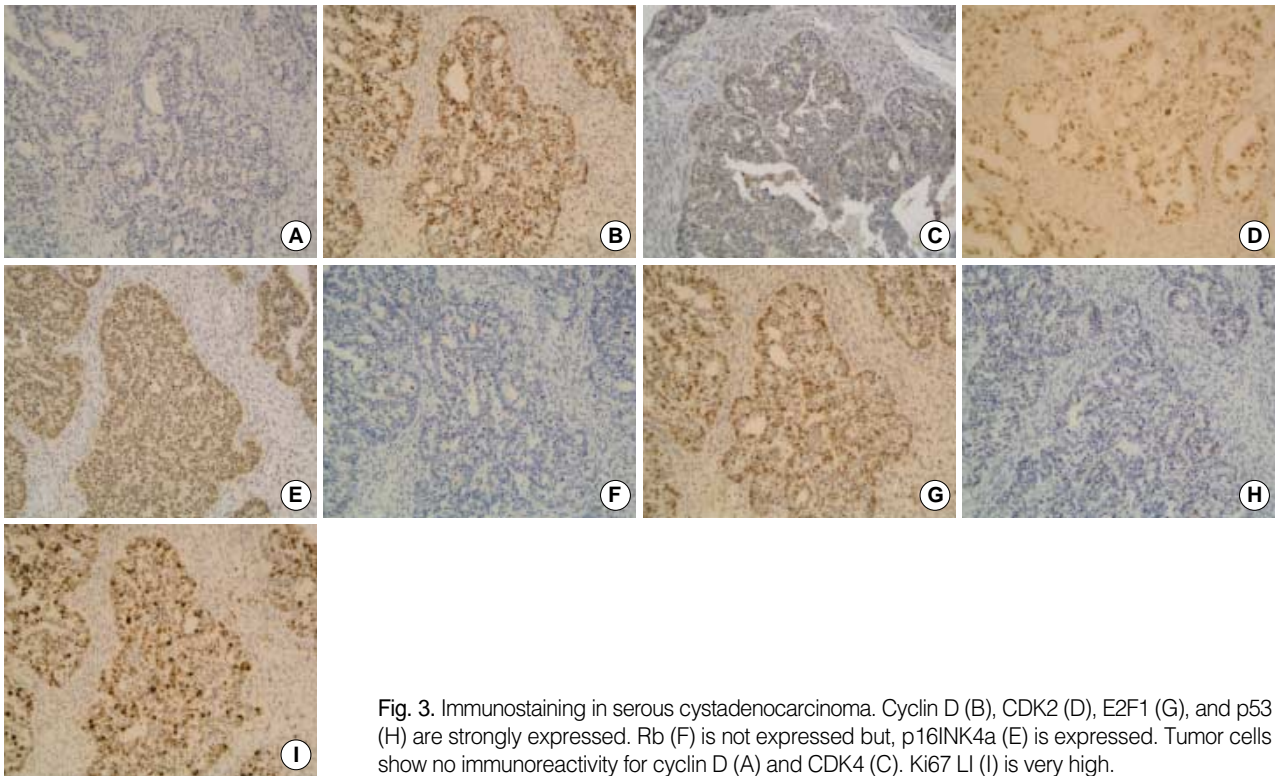 A
B
C
D
E
F
G
H
I
Fig. 3. Immunostaining in serous cystadenocarcinoma. Cyclin D (B), CDK2 (D), E2F1 (G), and p53
(H) are strongly expressed. Rb (F) is not expressed but, p16INK4a (E) is expressed. Tumor cells
show no immunoreactivity for cyclin D (A) and CDK4 (C). Ki67 LI (I) is very high.